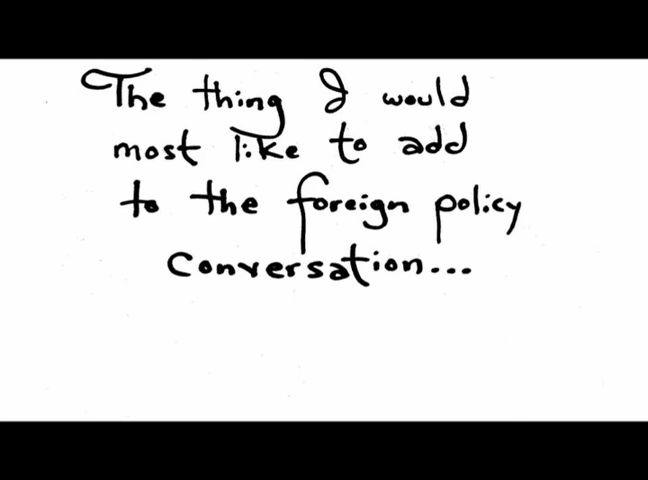 The thing I would
most like to add
to the foreign policy
conversation...